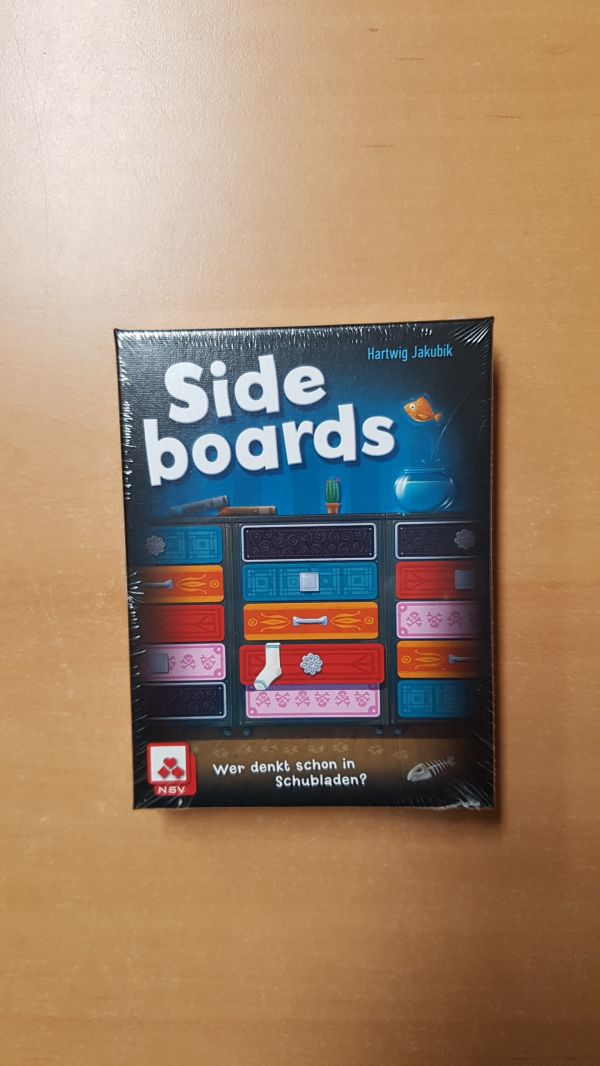 Hartwig Jakubik
Side
boards
Wer denkt schon in
Schubladen?
NSV